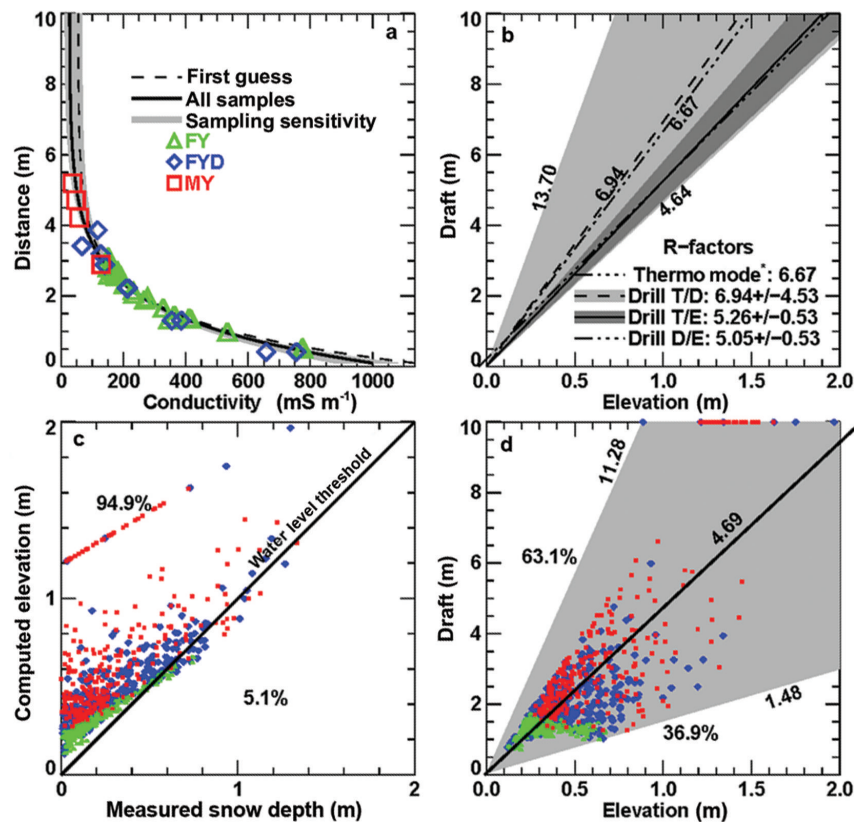 10
8
6
4
2
0
Distance (m)
a
First guess
All samples
Sampling sensitivity
FY
FYD
MY
0 200 400 600 800 1000
Conductivity (mS m⁻¹)
10
8
6
4
2
0
Draft (m)
b
13.70
6.94
6.67
4.64
R-factors
Thermo mode*: 6.67
Drill T/D: 6.94+/-4.53
Drill T/E: 5.26+/-0.53
Drill D/E: 5.05+/-0.53
0.0 0.5 1.0 1.5 2.0
Elevation (m)
2
1
0
Computed elevation (m)
c
94.9%
Water level threshold
5.1%
0 1 2
Measured snow depth (m)
10
8
6
4
2
0
Draft (m)
d
11.28
4.69
63.1%
1.48
36.9%
0.0 0.5 1.0 1.5 2.0
Elevation (m)